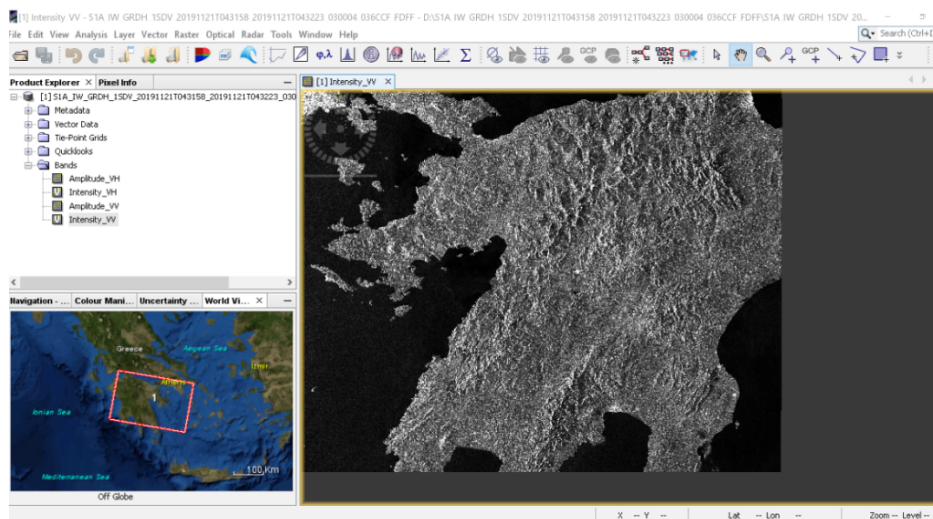 [1] Intensity VV - S1A IW GRDH 1SDV 20191121T043158 20191121T043223 030004 036CCF FDFF - D:\S1A IW GRDH 1SDV 20191121T043158 20191121T043223 030004 036CCF FDFF\S1A IW GRDH 1SDV 20...
File Edit View Analysis Layer Vector Raster Optical Radar Tools Window Help
Search (Ctrl+I
φ,λ Σ GCP GCP
Product Explorer × Pixel Info
[1] Intensity_VV ×
[1] S1A_IW_GRDH_1SDV_20191121T043158_20191121T043223_030
Metadata
Vector Data
Tie-Point Grids
Quicklooks
Bands
Amplitude_VH
Intensity_VH
Amplitude_VV
Intensity_VV
Navigation - ... Colour Mani... Uncertainty ... World Vi... ×
Greece
Aegean Sea
Izmir
Athens
1
Ionian Sea
100 Km
Mediterranean Sea
Off Globe
X -- Y -- Lat -- Lon -- Zoom -- Level --